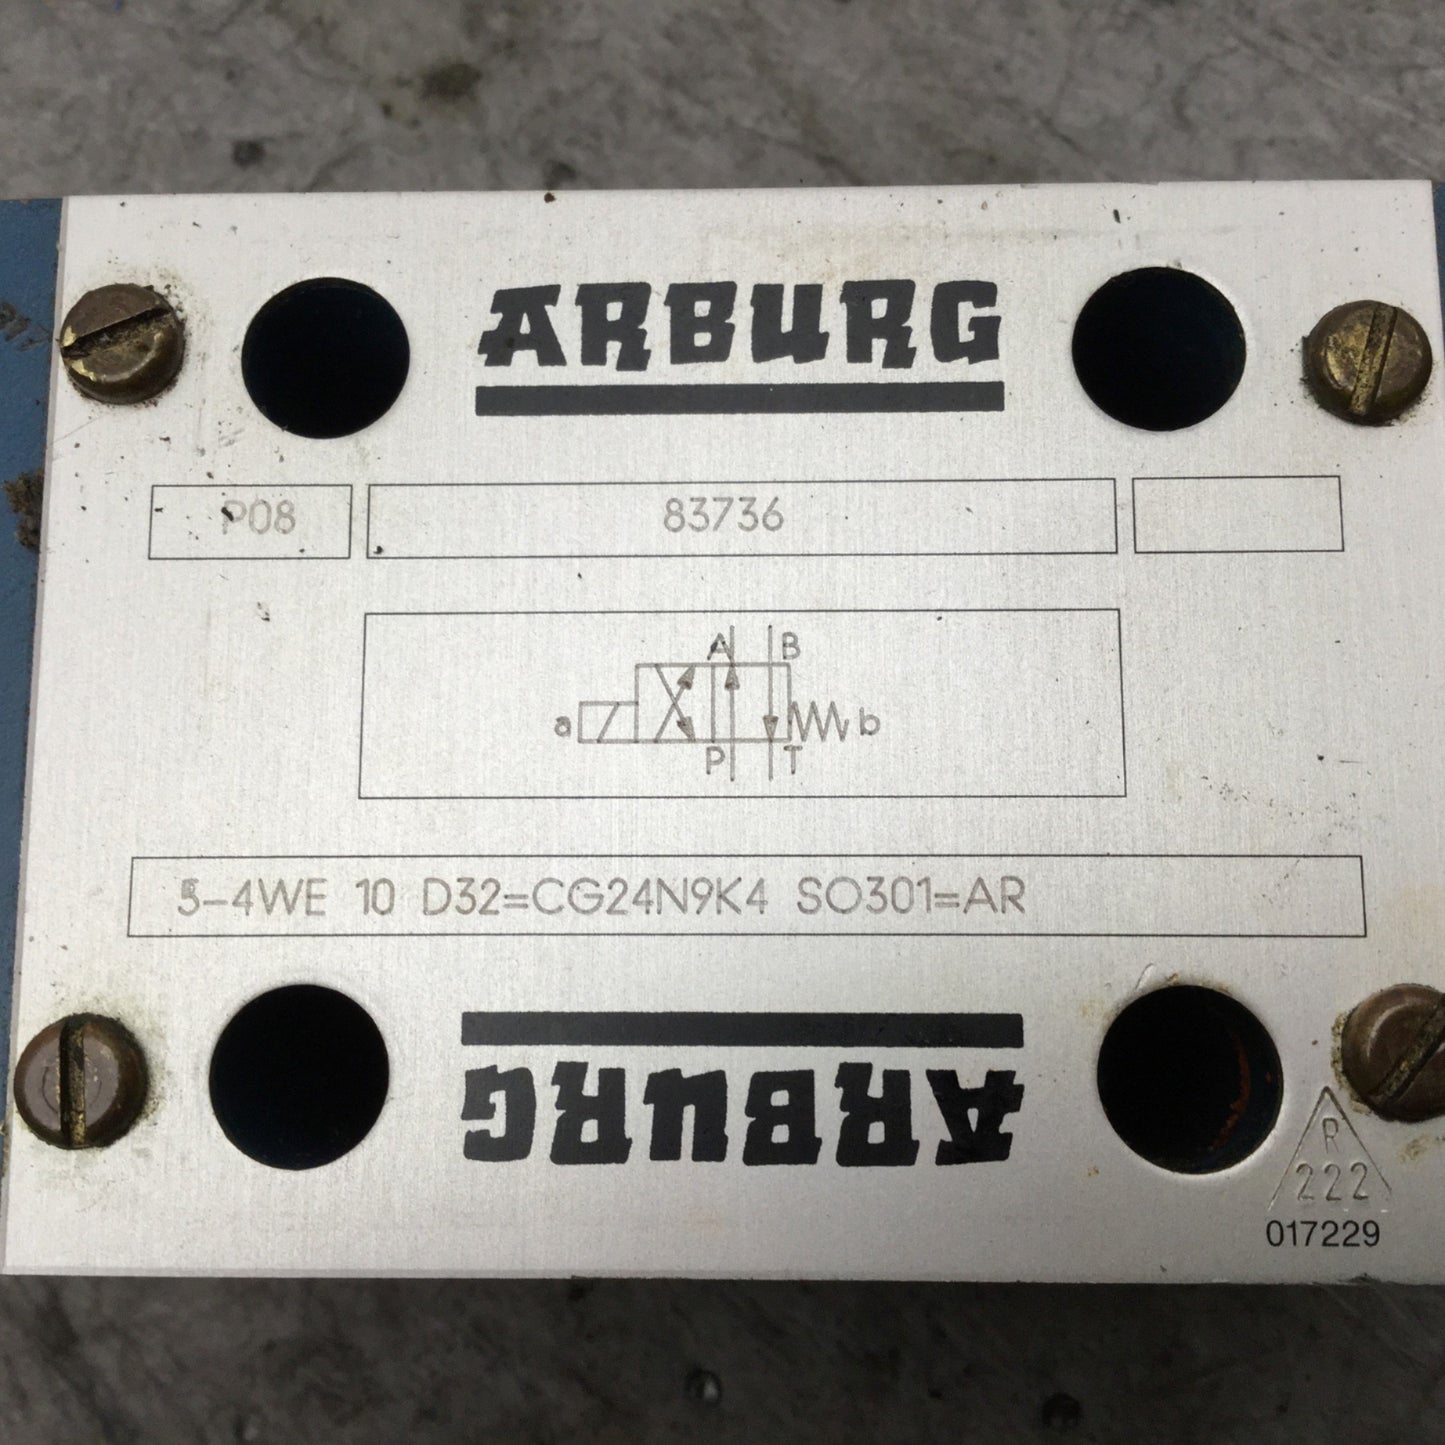 ARBURG
P08 83736
A B
a b
P T
5-4WE 10 D32=CG24N9K4 SO301=AR
ARBURG
R
222
017229